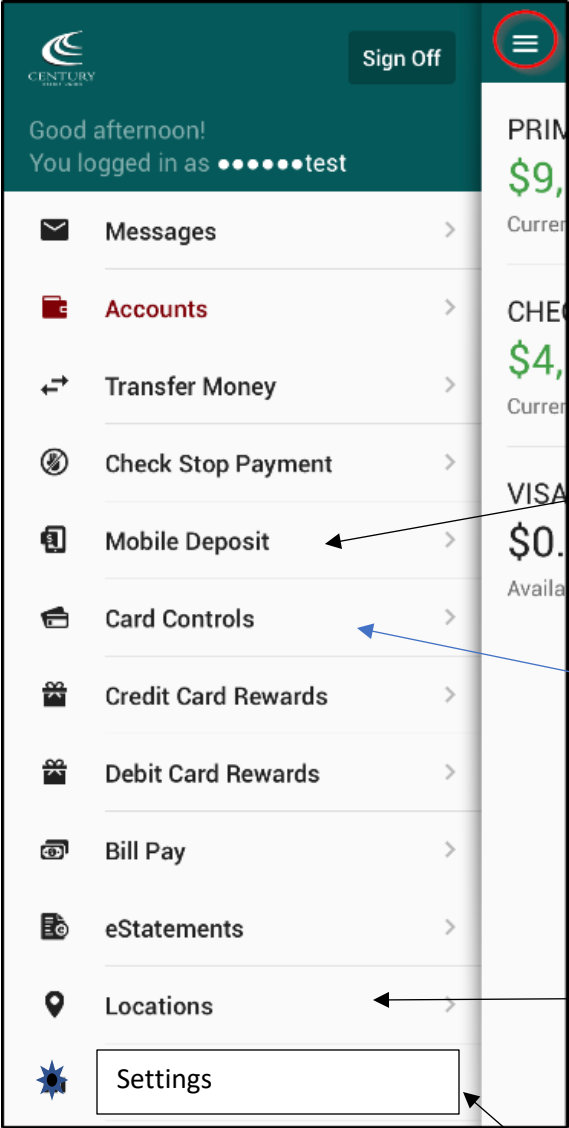 CENTURY
Sign Off
Good afternoon!
You logged in as ●●●●●●test
Messages
Accounts
Transfer Money
Check Stop Payment
Mobile Deposit
Card Controls
Credit Card Rewards
Debit Card Rewards
Bill Pay
eStatements
Locations
Settings
PRIM
$9,
Curren
CHEC
$4,
Curren
VISA
$0.
Availa